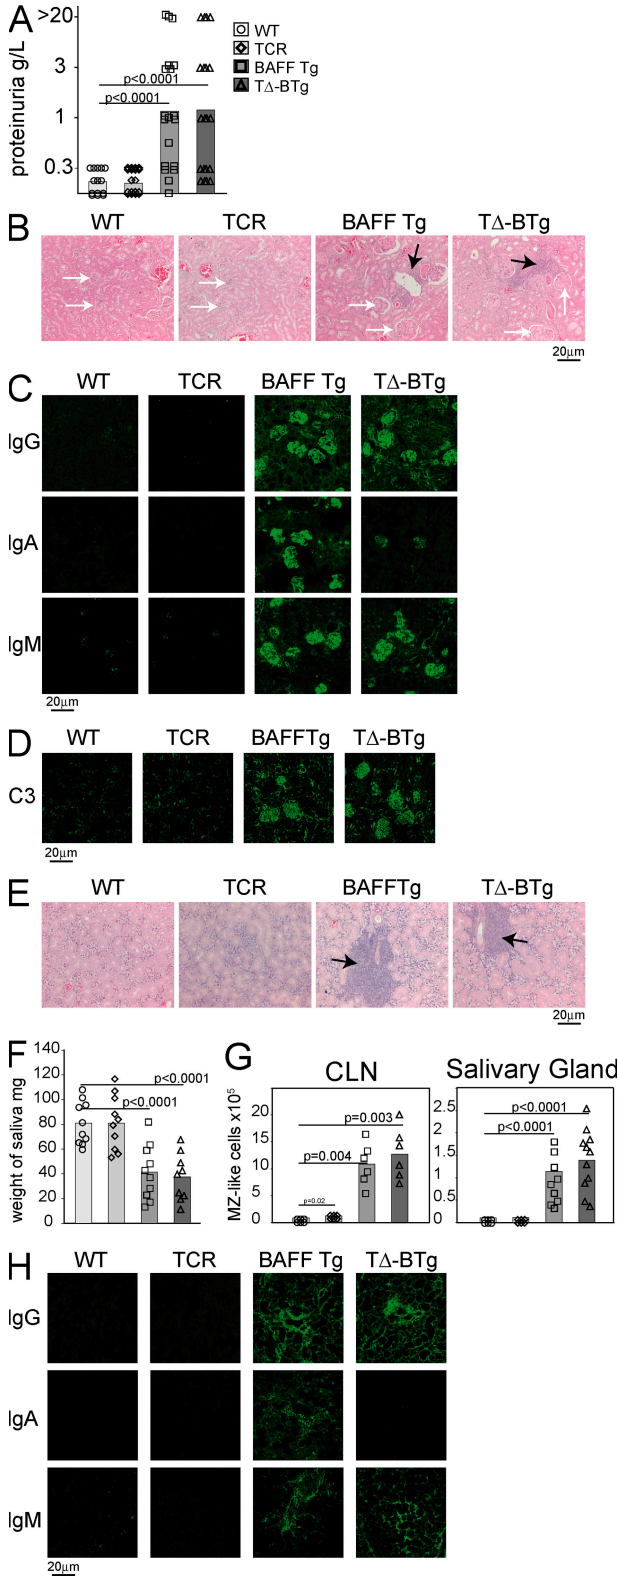 A
proteinuria g/L
>20
3
1
0.3
p<0.0001
p<0.0001
WT
TCR
BAFF Tg
TΔ-BTg
B
WT TCR BAFF Tg TΔ-BTg
20µm
C
WT TCR BAFF Tg TΔ-BTg
IgG
IgA
IgM
20µm
D
WT TCR BAFFTg TΔ-BTg
C3
20µm
E
WT TCR BAFFTg TΔ-BTg
20µm
F
weight of saliva mg
140
120
100
80
60
40
20
0
p<0.0001
p<0.0001
G
CLN
MZ-like cells x10⁵
20
15
10
5
0
p=0.003
p=0.004
p=0.02
Salivary Gland
2.5
2
1.5
1
0.5
0
p<0.0001
p<0.0001
H
WT TCR BAFF Tg TΔ-BTg
IgG
IgA
IgM
20µm